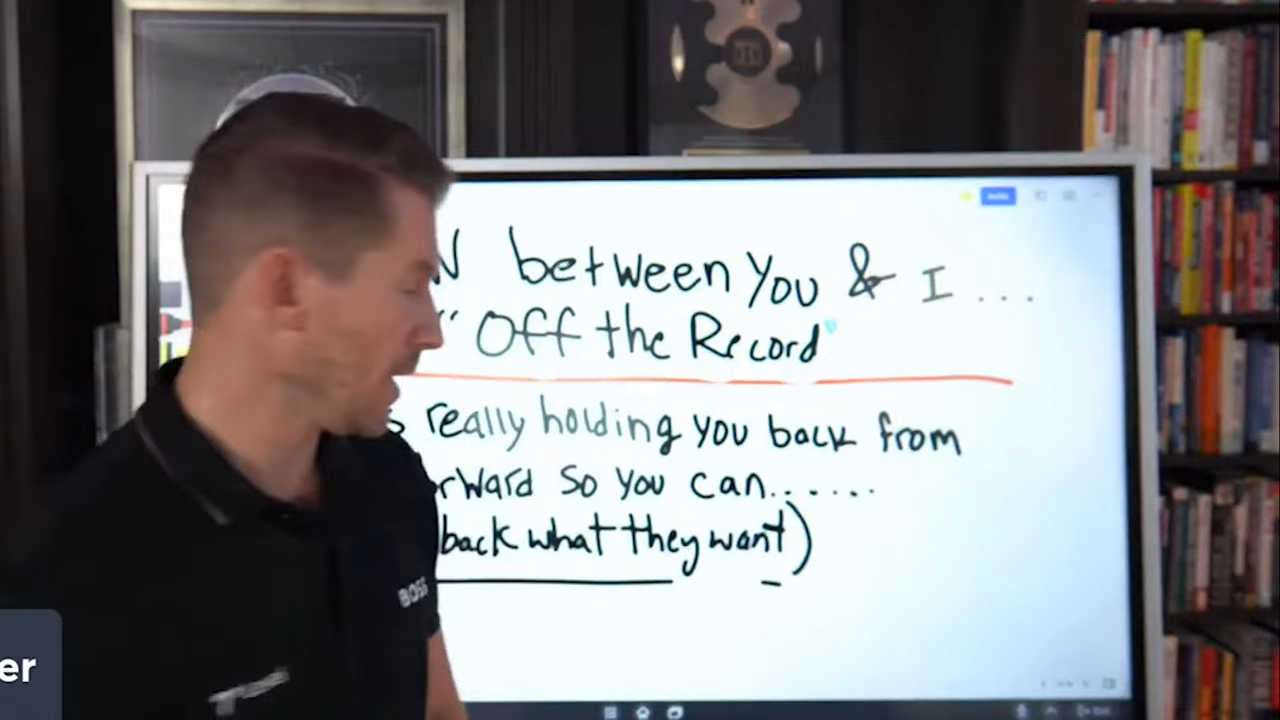 between You & I ...
"Off the Record"
really holding you back from
rward so you can......
back what they want)
BOSS
er